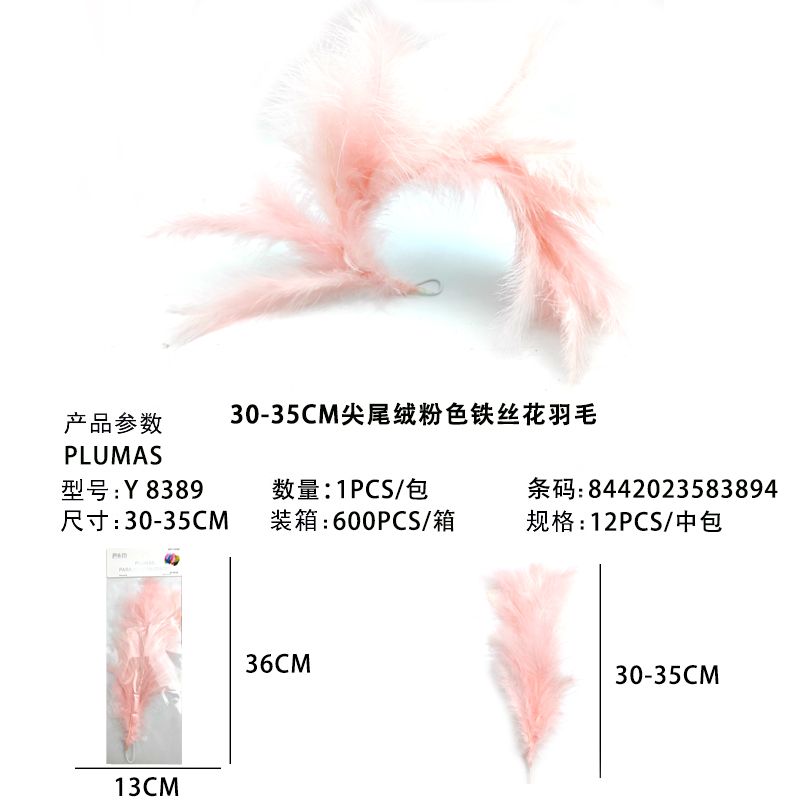 30-35CM尖尾绒粉色铁丝花羽毛
产品参数
PLUMAS
型号:Y 8389 数量:1PCS/包 条码:8442023583894
尺寸:30-35CM 装箱:600PCS/箱 规格:12PCS/中包
PLUMAS
36CM
30-35CM
13CM